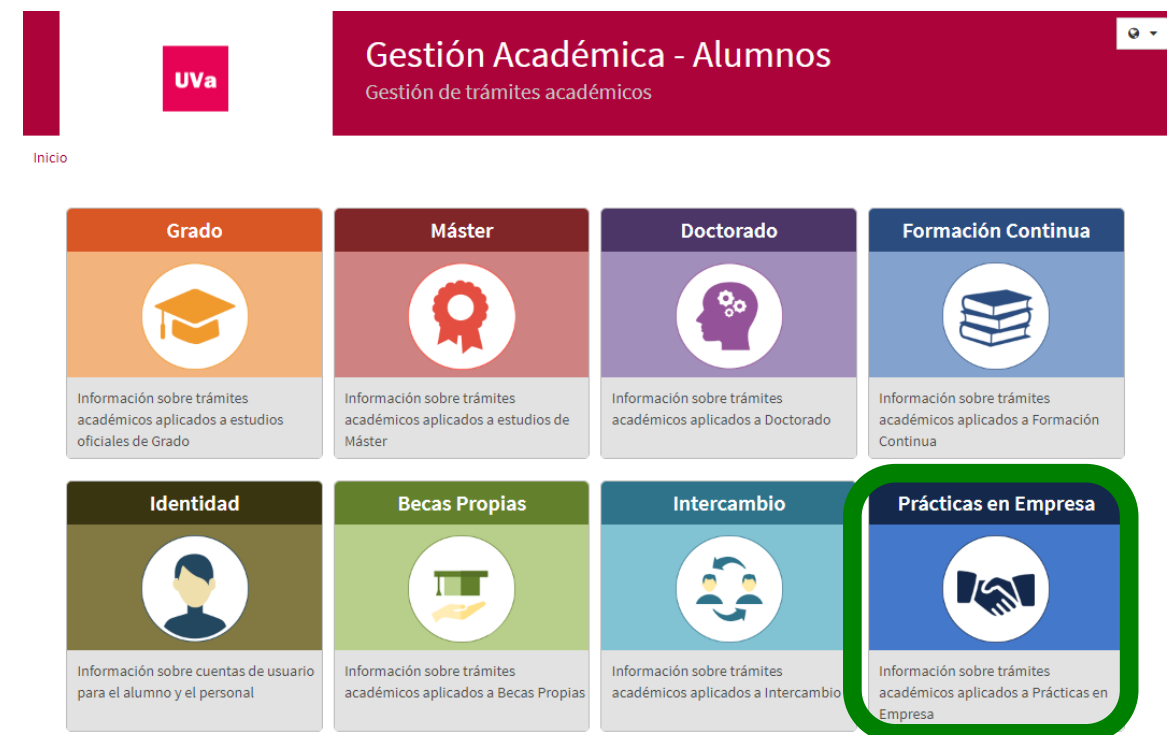 UVa
Gestión Académica - Alumnos
Gestión de trámites académicos
Inicio
Grado
Información sobre trámites
académicos aplicados a estudios
oficiales de Grado
Máster
Información sobre trámites
académicos aplicados a estudios de
Máster
Doctorado
Información sobre trámites
académicos aplicados a Doctorado
Formación Continua
Información sobre trámites
académicos aplicados a Formación
Continua
Identidad
Información sobre cuentas de usuario
para el alumno y el personal
Becas Propias
Información sobre trámites
académicos aplicados a Becas Propias
Intercambio
Información sobre trámites
académicos aplicados a Intercambio
Prácticas en Empresa
Información sobre trámites
académicos aplicados a Prácticas en
Empresa